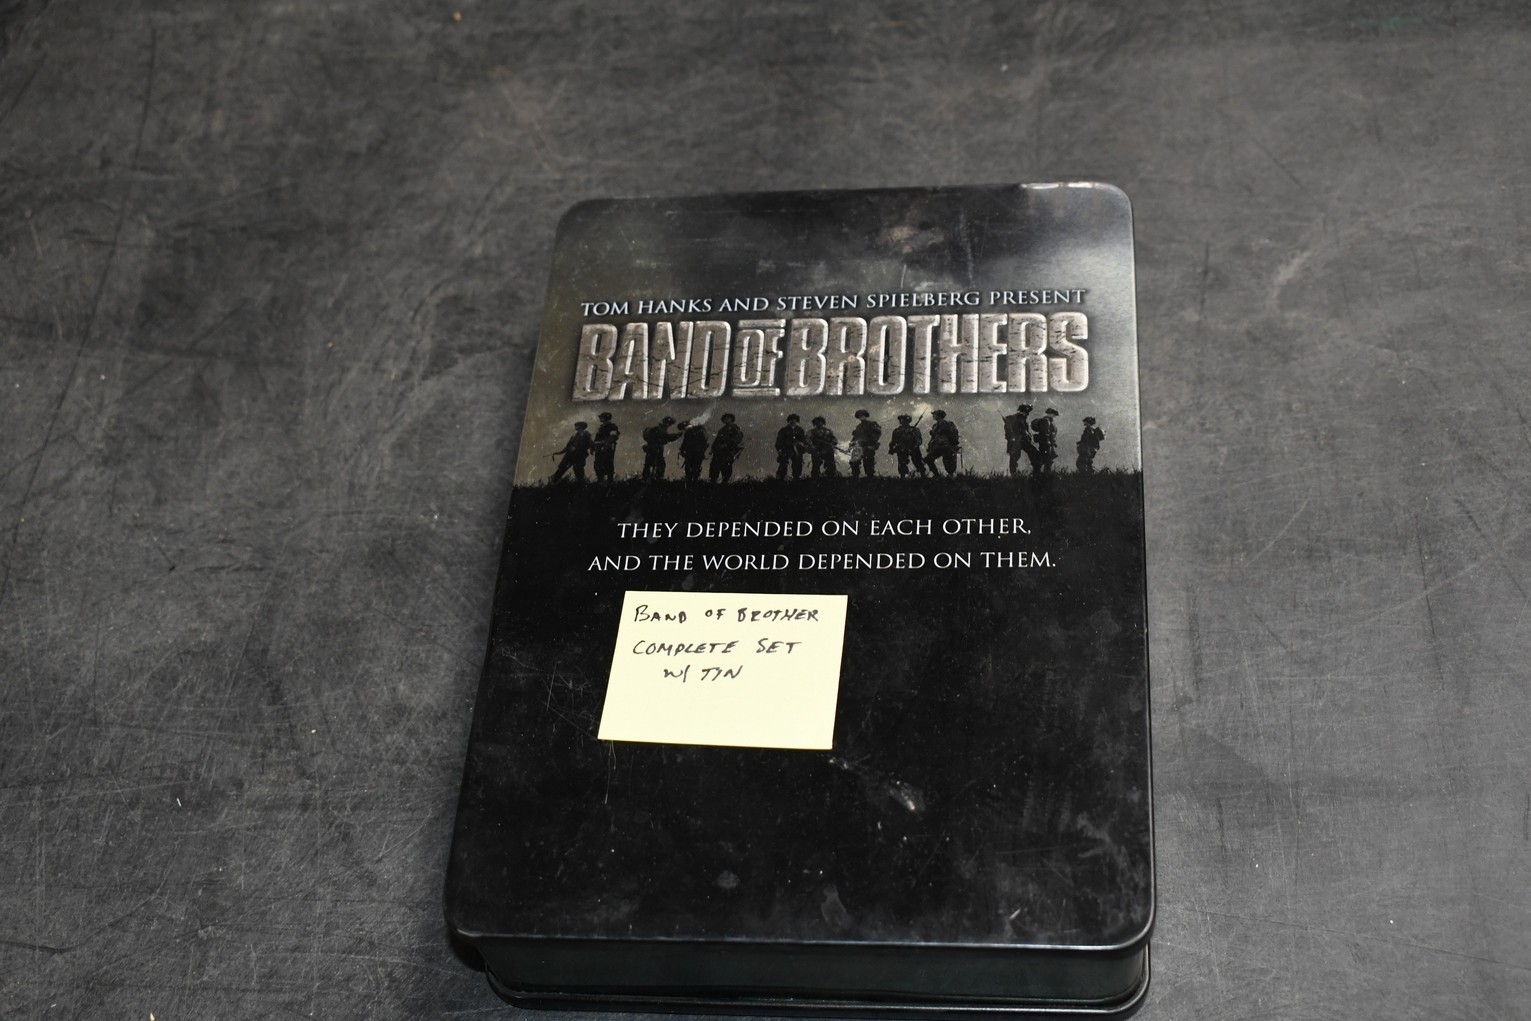 TOM HANKS AND STEVEN SPIELBERG PRESENT
BAND OF BROTHERS
THEY DEPENDED ON EACH OTHER,
AND THE WORLD DEPENDED ON THEM.
BAND OF BROTHER
COMPLETE SET
W/ TIN